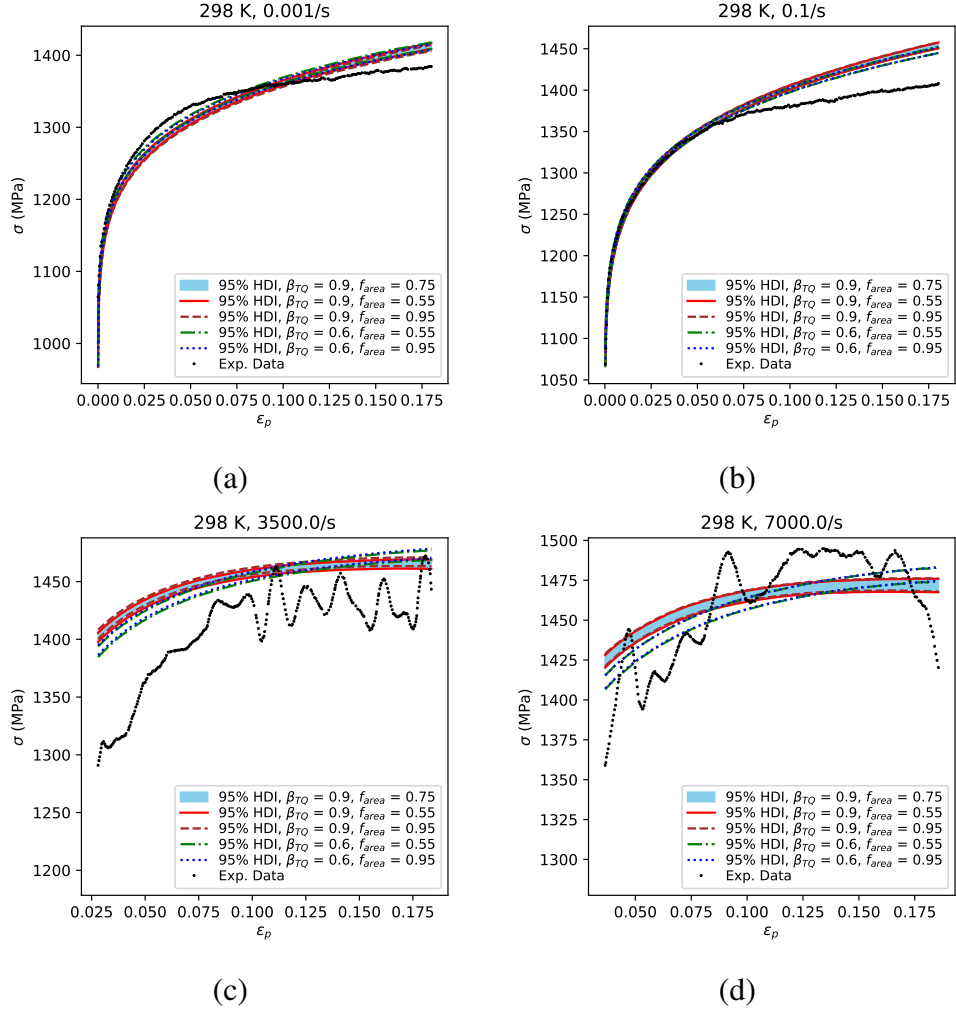 298 K, 0.001/s
1400
1300
1200
1100
1000
σ (MPa)
95% HDI, β_TQ = 0.9, f_area = 0.75
95% HDI, β_TQ = 0.9, f_area = 0.55
95% HDI, β_TQ = 0.9, f_area = 0.95
95% HDI, β_TQ = 0.6, f_area = 0.55
95% HDI, β_TQ = 0.6, f_area = 0.95
Exp. Data
0.000 0.025 0.050 0.075 0.100 0.125 0.150 0.175
ε_p
(a)
298 K, 0.1/s
1450
1400
1350
1300
1250
1200
1150
1100
1050
σ (MPa)
95% HDI, β_TQ = 0.9, f_area = 0.75
95% HDI, β_TQ = 0.9, f_area = 0.55
95% HDI, β_TQ = 0.9, f_area = 0.95
95% HDI, β_TQ = 0.6, f_area = 0.55
95% HDI, β_TQ = 0.6, f_area = 0.95
Exp. Data
0.000 0.025 0.050 0.075 0.100 0.125 0.150 0.175
ε_p
(b)
298 K, 3500.0/s
1450
1400
1350
1300
1250
1200
σ (MPa)
95% HDI, β_TQ = 0.9, f_area = 0.75
95% HDI, β_TQ = 0.9, f_area = 0.55
95% HDI, β_TQ = 0.9, f_area = 0.95
95% HDI, β_TQ = 0.6, f_area = 0.55
95% HDI, β_TQ = 0.6, f_area = 0.95
Exp. Data
0.025 0.050 0.075 0.100 0.125 0.150 0.175
ε_p
(c)
298 K, 7000.0/s
1500
1475
1450
1425
1400
1375
1350
1325
1300
σ (MPa)
95% HDI, β_TQ = 0.9, f_area = 0.75
95% HDI, β_TQ = 0.9, f_area = 0.55
95% HDI, β_TQ = 0.9, f_area = 0.95
95% HDI, β_TQ = 0.6, f_area = 0.55
95% HDI, β_TQ = 0.6, f_area = 0.95
Exp. Data
0.050 0.075 0.100 0.125 0.150 0.175
ε_p
(d)